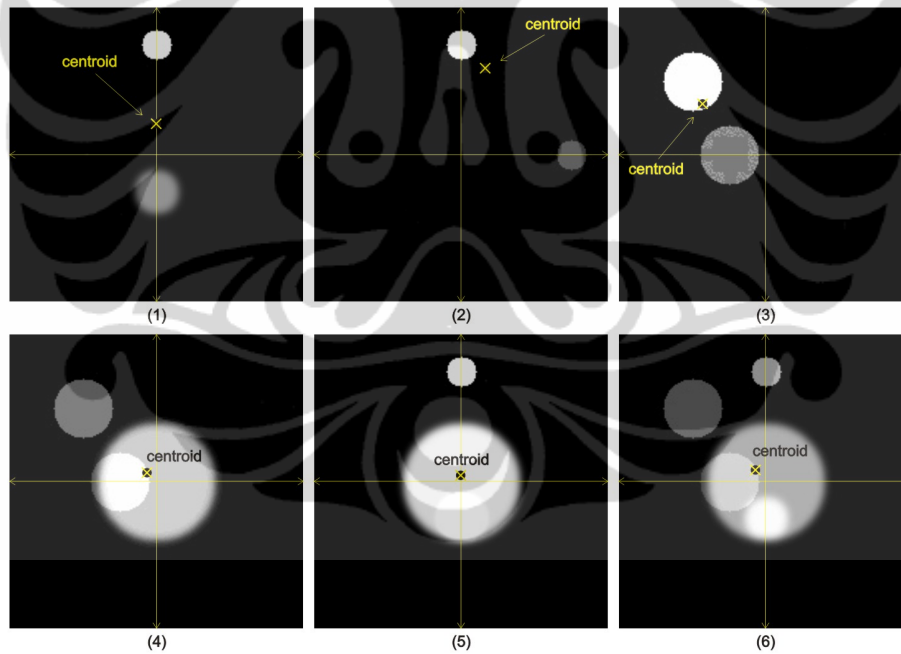 centroid
centroid
centroid
(1)
(2)
(3)
centroid
centroid
centroid
(4)
(5)
(6)